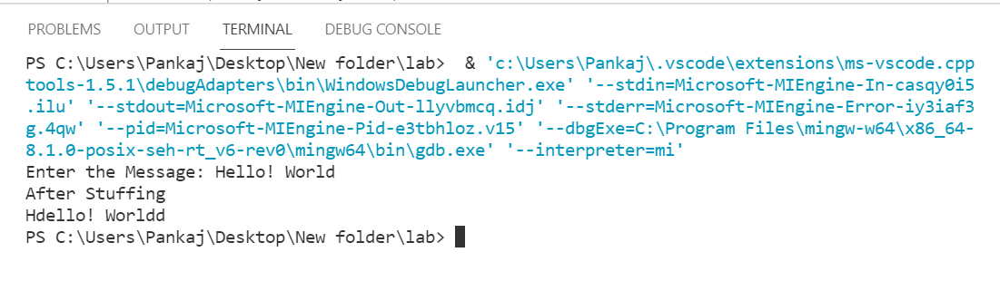 PROBLEMS OUTPUT TERMINAL DEBUG CONSOLE
PS C:\Users\Pankaj\Desktop\New folder\lab>  & 'c:\Users\Pankaj\.vscode\extensions\ms-vscode.cpp
tools-1.5.1\debugAdapters\bin\WindowsDebugLauncher.exe' '--stdin=Microsoft-MIEngine-In-casqy0i5
.ilu' '--stdout=Microsoft-MIEngine-Out-llyvbmcq.idj' '--stderr=Microsoft-MIEngine-Error-iy3iaf3
g.4qw' '--pid=Microsoft-MIEngine-Pid-e3tbhloz.v15' '--dbgExe=C:\Program Files\mingw-w64\x86_64-
8.1.0-posix-seh-rt_v6-rev0\mingw64\bin\gdb.exe' '--interpreter=mi'
Enter the Message: Hello! World
After Stuffing
Hdello! Worldd
PS C:\Users\Pankaj\Desktop\New folder\lab>